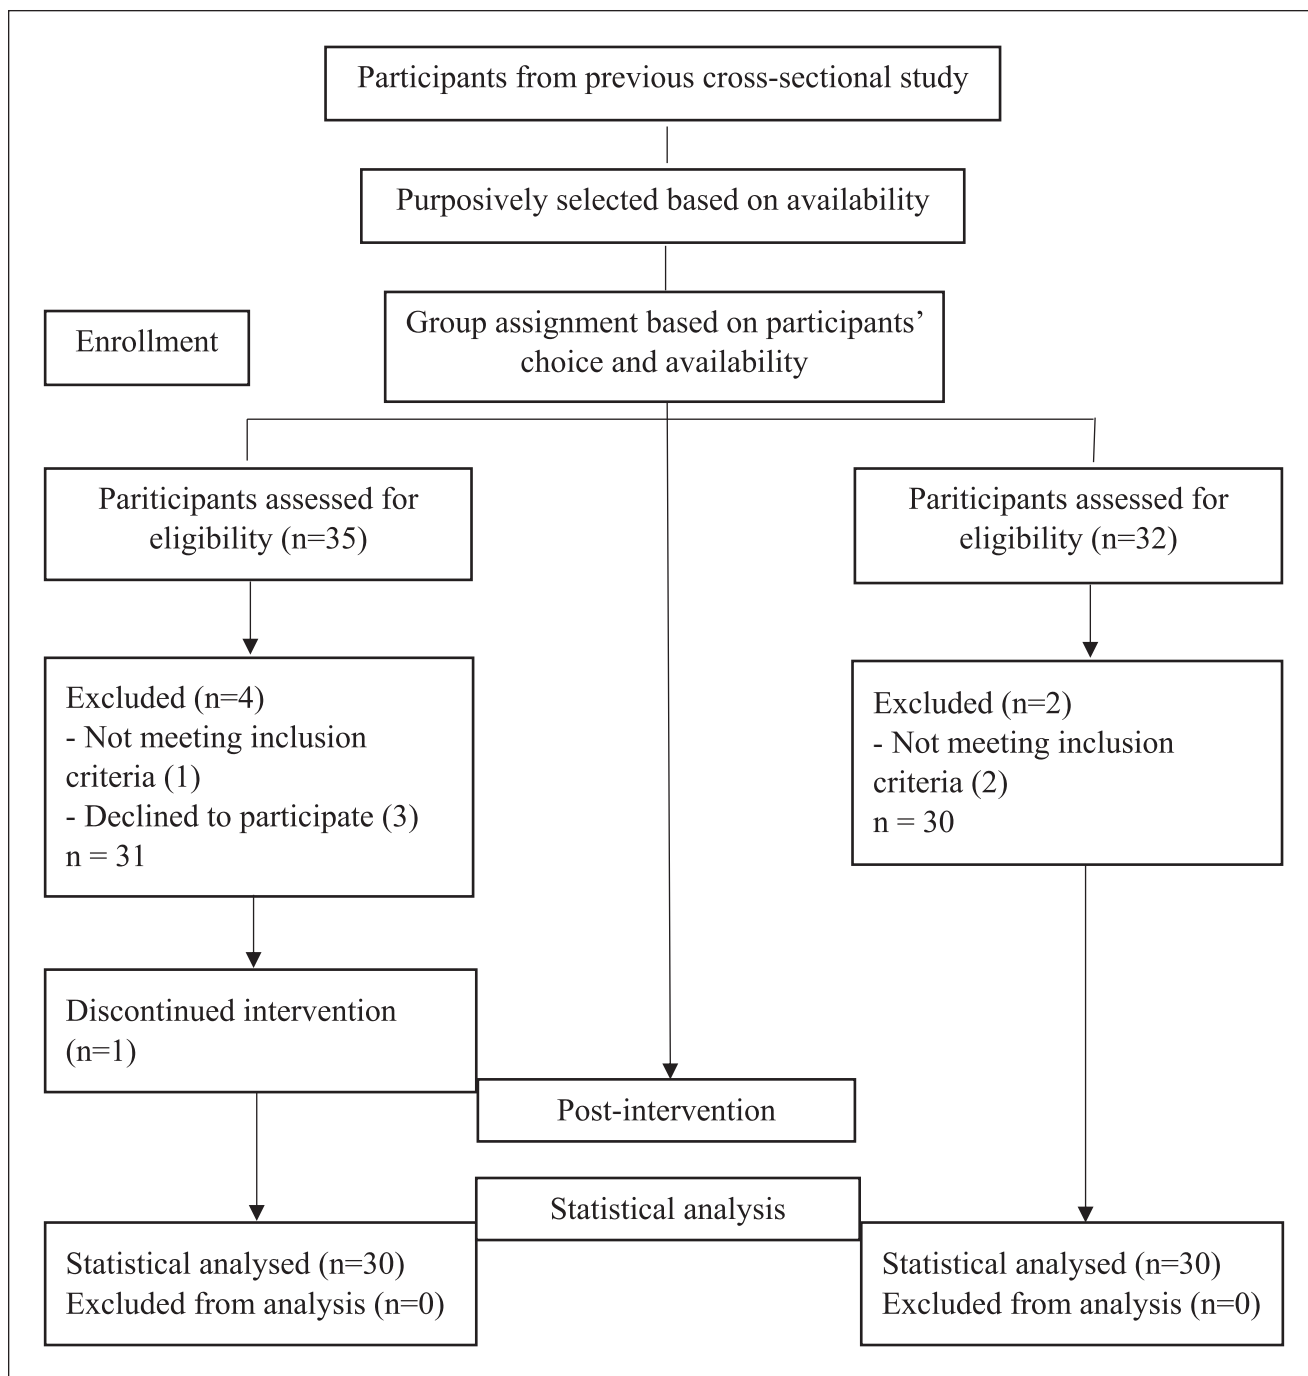 Participants from previous cross-sectional study
Purposively selected based on availability
Group assignment based on participants’
choice and availability
Enrollment
Pariticipants assessed for
eligibility (n=35)
Pariticipants assessed for
eligibility (n=32)
Excluded (n=4)
- Not meeting inclusion
criteria (1)
- Declined to participate (3)
n = 31
Excluded (n=2)
- Not meeting inclusion
criteria (2)
n = 30
Discontinued intervention
(n=1)
Post-intervention
Statistical analysis
Statistical analysed (n=30)
Excluded from analysis (n=0)
Statistical analysed (n=30)
Excluded from analysis (n=0)